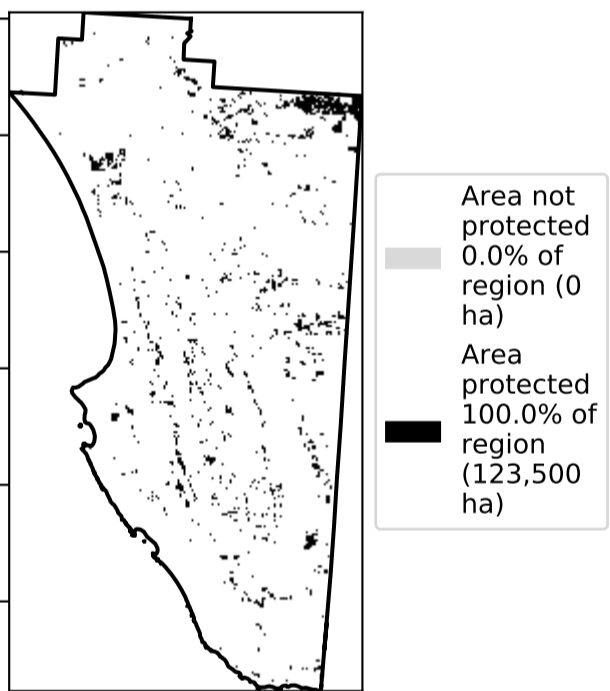 Area not
protected
0.0% of
region (0
ha)
Area
protected
100.0% of
region
(123,500
ha)